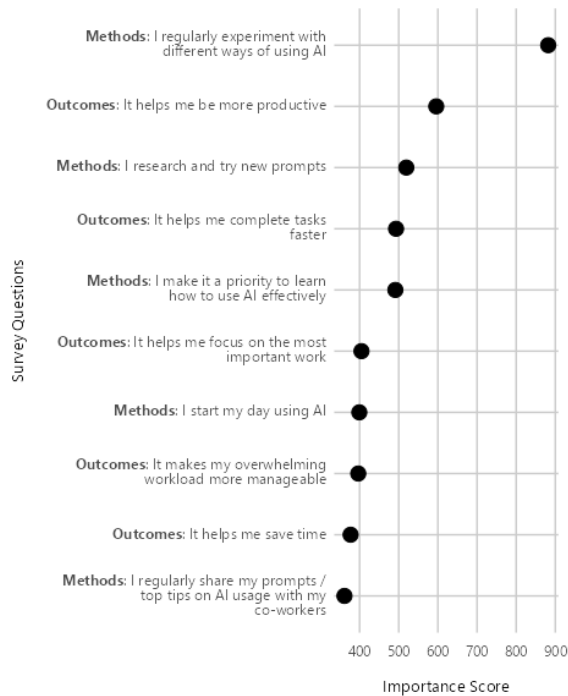 Methods: I regularly experiment with
different ways of using AI
Outcomes: It helps me be more productive
Methods: I research and try new prompts
Outcomes: It helps me complete tasks
faster
Methods: I make it a priority to learn
how to use AI effectively
Outcomes: It helps me focus on the most
important work
Methods: I start my day using AI
Outcomes: It makes my overwhelming
workload more manageable
Outcomes: It helps me save time
Methods: I regularly share my prompts /
top tips on AI usage with my
co-workers
Survey Questions
400 500 600 700 800 900
Importance Score